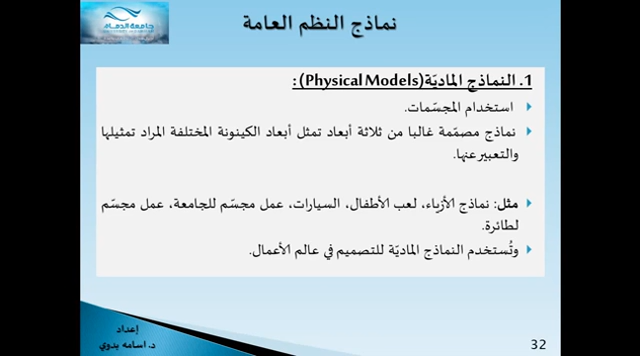 جامعة الدمام
نماذج النظم العامة
1. النماذج الماديّة(Physical Models):
استخدام المجسّمات.
نماذج مصمّمة غالبا من ثلاثة أبعاد تمثل أبعاد الكينونة المختلفة المراد تمثيلها
والتعبيرعنها.
مثل: نماذج الأزياء، لعب الأطفال، السيارات، عمل مجسّم للجامعة، عمل مجسّم
لطائرة.
وتُستخدم النماذج الماديّة للتصميم في عالم الأعمال.
إعداد
د. اسامه بدوي
32